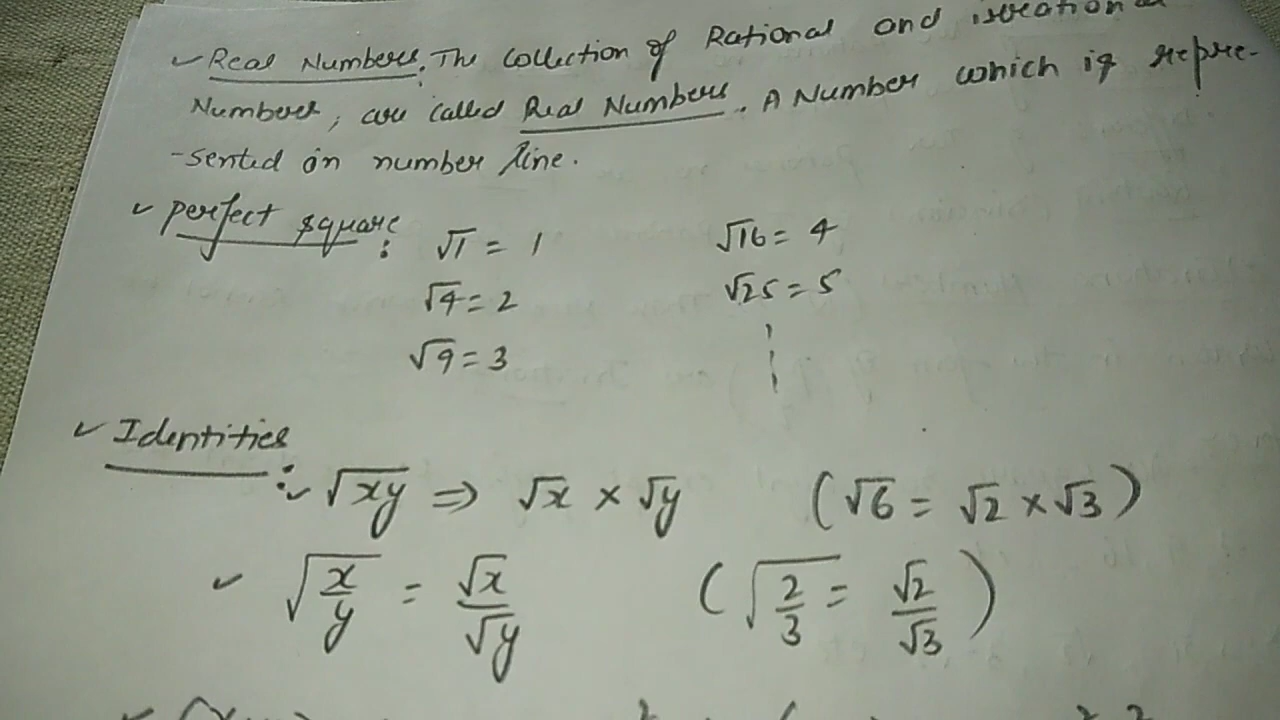 ✓ Real Numbers: The Collection of Rational and irrational
Numbers, are called Real Numbers. A Number which is repre-
-sented on number line.
✓ perfect square: √1 = 1 √16 = 4
√4 = 2 √25 = 5
√9 = 3
✓ Identities:
✓ √xy ⇒ √x × √y (√6 = √2 × √3)
✓ √(x/y) = √x/√y (√(2/3) = √2/√3)